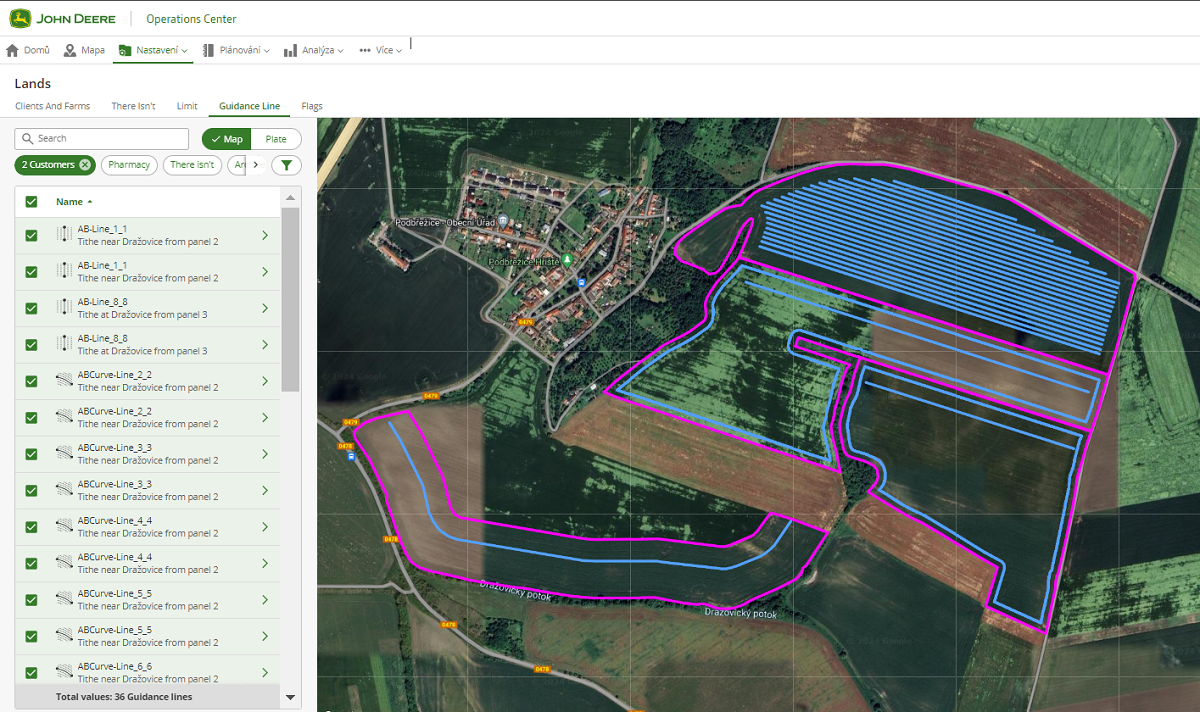 JOHN DEERE
Operations Center
Domů
Mapa
Nastavení
Plánování
Analýza
Více
Lands
Clients And Farms
There Isn't
Limit
Guidance Line
Flags
Search
Map
Plate
2 Customers
Pharmacy
There isn't
Name
AB-Line_1_1
Tithe near Dražovice from panel 2
AB-Line_1_1
Tithe near Dražovice from panel 2
AB-Line_8_8
Tithe at Dražovice from panel 3
AB-Line_8_8
Tithe at Dražovice from panel 3
ABCurve-Line_2_2
Tithe near Dražovice from panel 2
ABCurve-Line_2_2
Tithe near Dražovice from panel 2
ABCurve-Line_3_3
Tithe near Dražovice from panel 2
ABCurve-Line_3_3
Tithe near Dražovice from panel 2
ABCurve-Line_4_4
Tithe near Dražovice from panel 2
ABCurve-Line_4_4
Tithe near Dražovice from panel 2
ABCurve-Line_5_5
Tithe near Dražovice from panel 2
ABCurve-Line_5_5
Tithe near Dražovice from panel 2
ABCurve-Line_6_6
Tithe near Dražovice from panel 2
Total values: 36 Guidance lines
Podbřežice - Obecní Úřad
Podbřežice Hřiště
0479
0479
0479
0478
0478
Dražovický potok
Dražovický potok
0478
0478